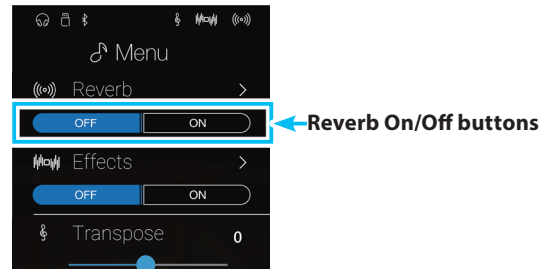 Menu
Reverb >
OFF ON
Reverb On/Off buttons
Effects >
OFF ON
Transpose 0